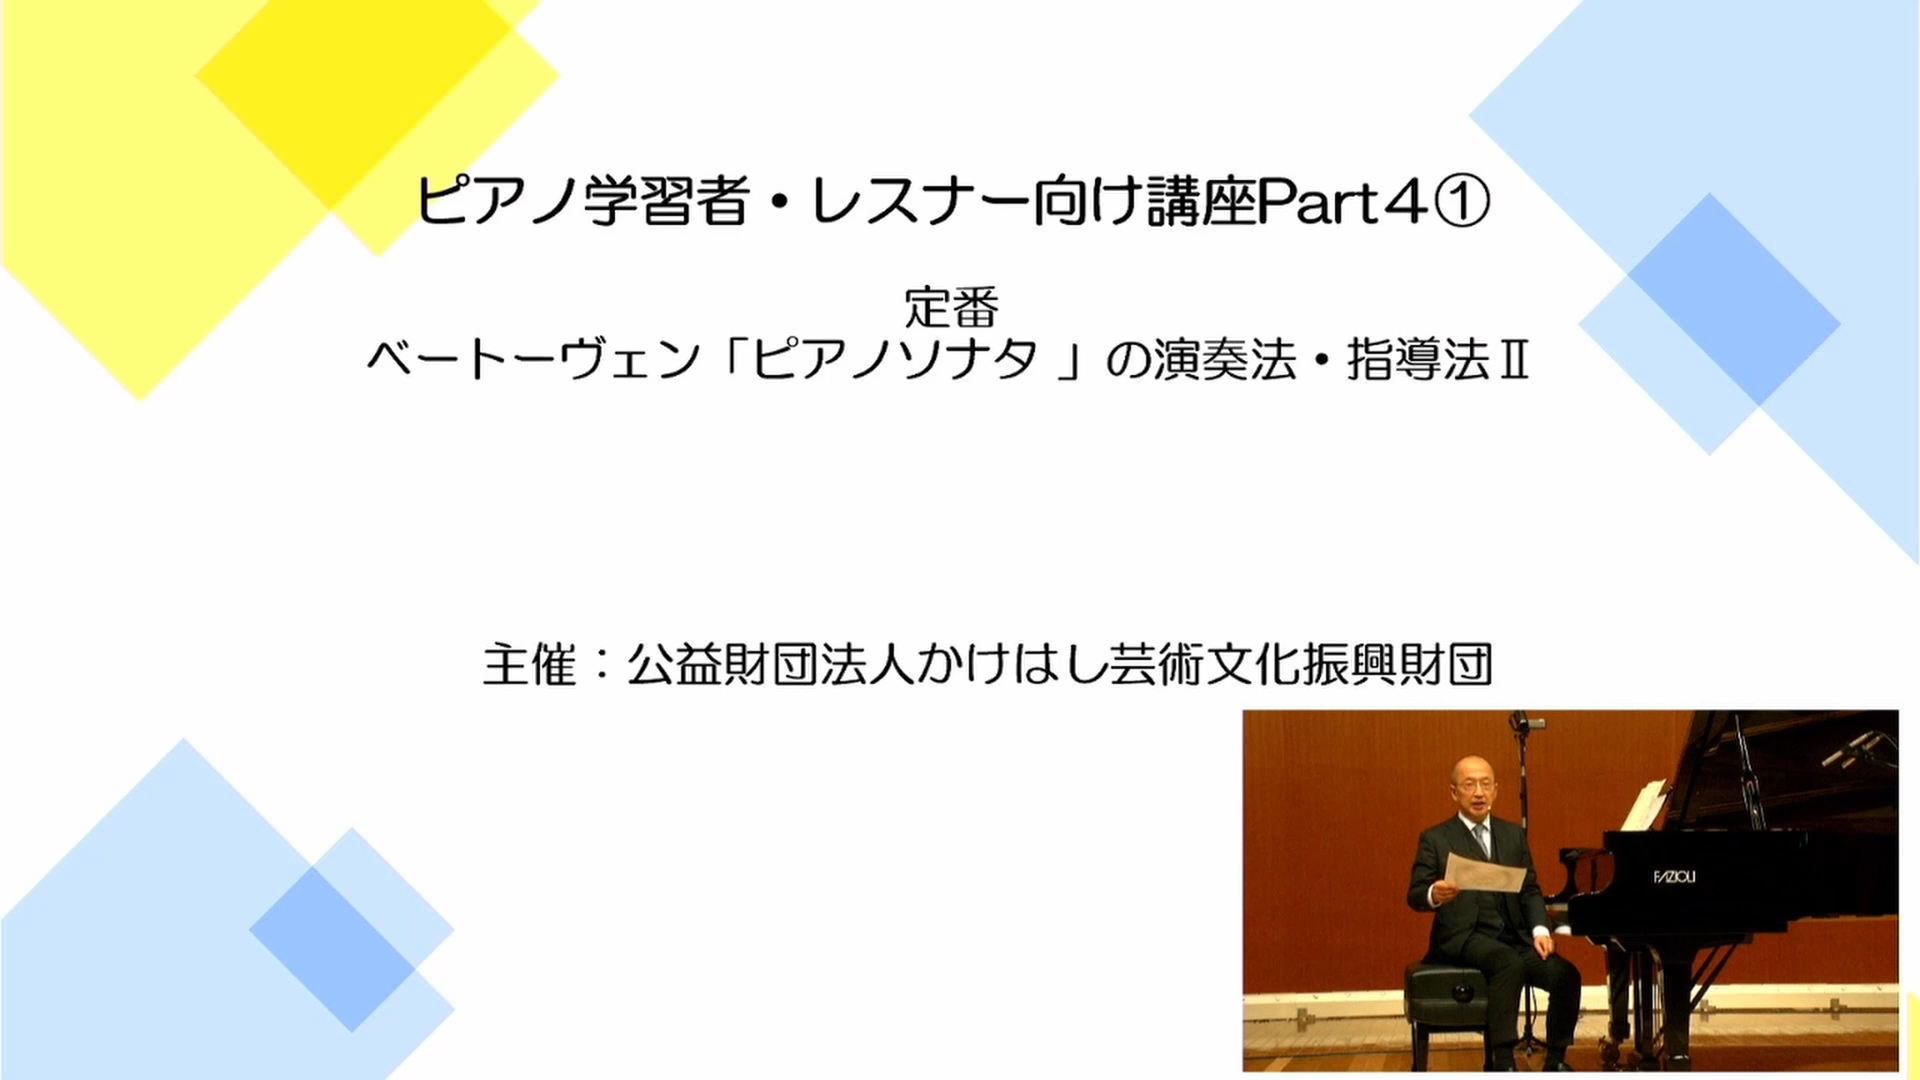 ピアノ学習者・レスナー向け講座Part4①
定番
ベートーヴェン「ピアノソナタ 」の演奏法・指導法Ⅱ
主催：公益財団法人かけはし芸術文化振興財団
FAZIOLI